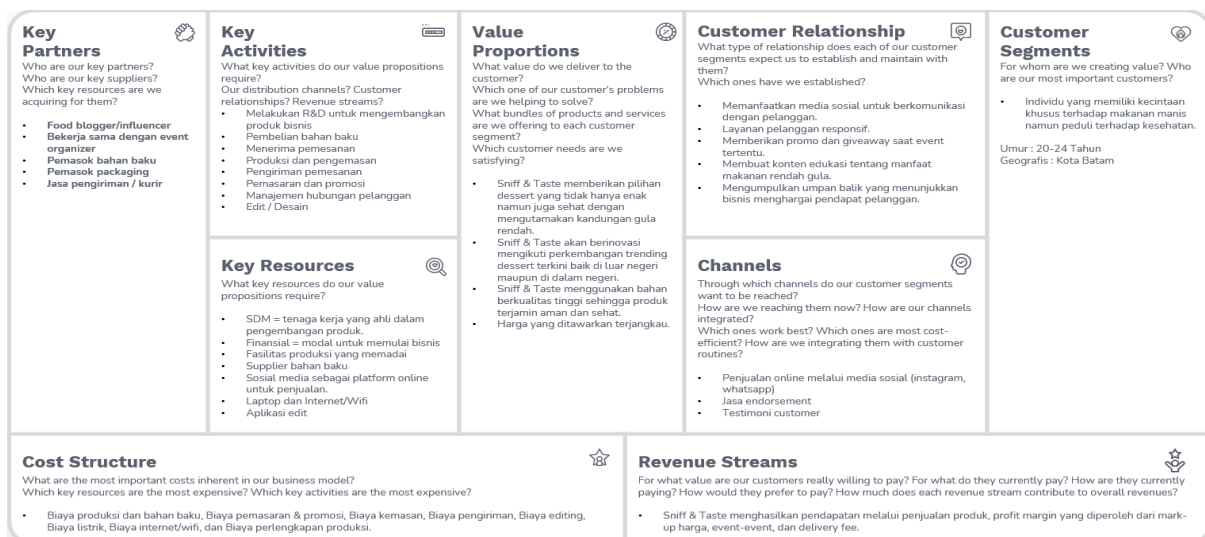 Key
Partners
Who are our key partners?
Who are our key suppliers?
Which key resources are we
acquiring for them?
• Food blogger/influencer
• Bekerja sama dengan event
organizer
• Pemasok bahan baku
• Pemasok packaging
• Jasa pengiriman / kurir
Key
Activities
What key activities do our value propositions
require?
Our distribution channels? Customer
relationships? Revenue streams?
• Melakukan R&D untuk mengembangkan
produk bisnis
• Pembelian bahan baku
• Menerima pemesanan
• Produksi dan pengemasan
• Pengiriman pemesanan
• Pemasaran dan promosi
• Manajemen hubungan pelanggan
• Edit / Desain
Key Resources
What key resources do our value
propositions require?
• SDM = tenaga kerja yang ahli dalam
pengembangan produk.
• Finansial = modal untuk memulai bisnis
• Fasilitas produksi yang memadai
• Supplier bahan baku
• Sosial media sebagai platform online
untuk penjualan.
• Laptop dan Internet/Wifi
• Aplikasi edit
Value
Proportions
What value do we deliver to the
customer?
Which one of our customer's problems
are we helping to solve?
What bundles of products and services
are we offering to each customer
segment?
Which customer needs are we
satisfying?
• Sniff & Taste memberikan pilihan
dessert yang tidak hanya enak
namun juga sehat dengan
mengutamakan kandungan gula
rendah.
• Sniff & Taste akan berinovasi
mengikuti perkembangan trending
dessert terkini baik di luar negeri
maupun di dalam negeri.
• Sniff & Taste menggunakan bahan
berkualitas tinggi sehingga produk
terjamin aman dan sehat.
• Harga yang ditawarkan terjangkau.
Customer Relationship
What type of relationship does each of our customer
segments expect us to establish and maintain with
them?
Which ones have we established?
• Memanfaatkan media sosial untuk berkomunikasi
dengan pelanggan.
• Layanan pelanggan responsif.
• Memberikan promo dan giveaway saat event
tertentu.
• Membuat konten edukasi tentang manfaat
makanan rendah gula.
• Mengumpulkan umpan balik yang menunjukkan
bisnis menghargai pendapat pelanggan.
Channels
Through which channels do our customer segments
want to be reached?
How are we reaching them now? How are our channels
integrated?
Which ones work best? Which ones are most cost-
efficient? How are we integrating them with customer
routines?
• Penjualan online melalui media sosial (instagram,
whatsapp)
• Jasa endorsement
• Testimoni customer
Customer
Segments
For whom are we creating value? Who
are our most important customers?
• Individu yang memiliki kecintaan
khusus terhadap makanan manis
namun peduli terhadap kesehatan.
Umur : 20-24 Tahun
Geografis : Kota Batam
Cost Structure
What are the most important costs inherent in our business model?
Which key resources are the most expensive? Which key activities are the most expensive?
• Biaya produksi dan bahan baku, Biaya pemasaran & promosi, Biaya kemasan, Biaya pengiriman, Biaya editing,
Biaya listrik, Biaya internet/wifi, dan Biaya perlengkapan produksi.
Revenue Streams
For what value are our customers really willing to pay? For what do they currently pay? How are they currently
paying? How would they prefer to pay? How much does each revenue stream contribute to overall revenues?
• Sniff & Taste menghasilkan pendapatan melalui penjualan produk, profit margin yang diperoleh dari mark-
up harga, event-event, dan delivery fee.